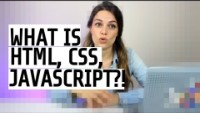 WHAT IS
HTML, CSS,
JAVASCRIPT?!